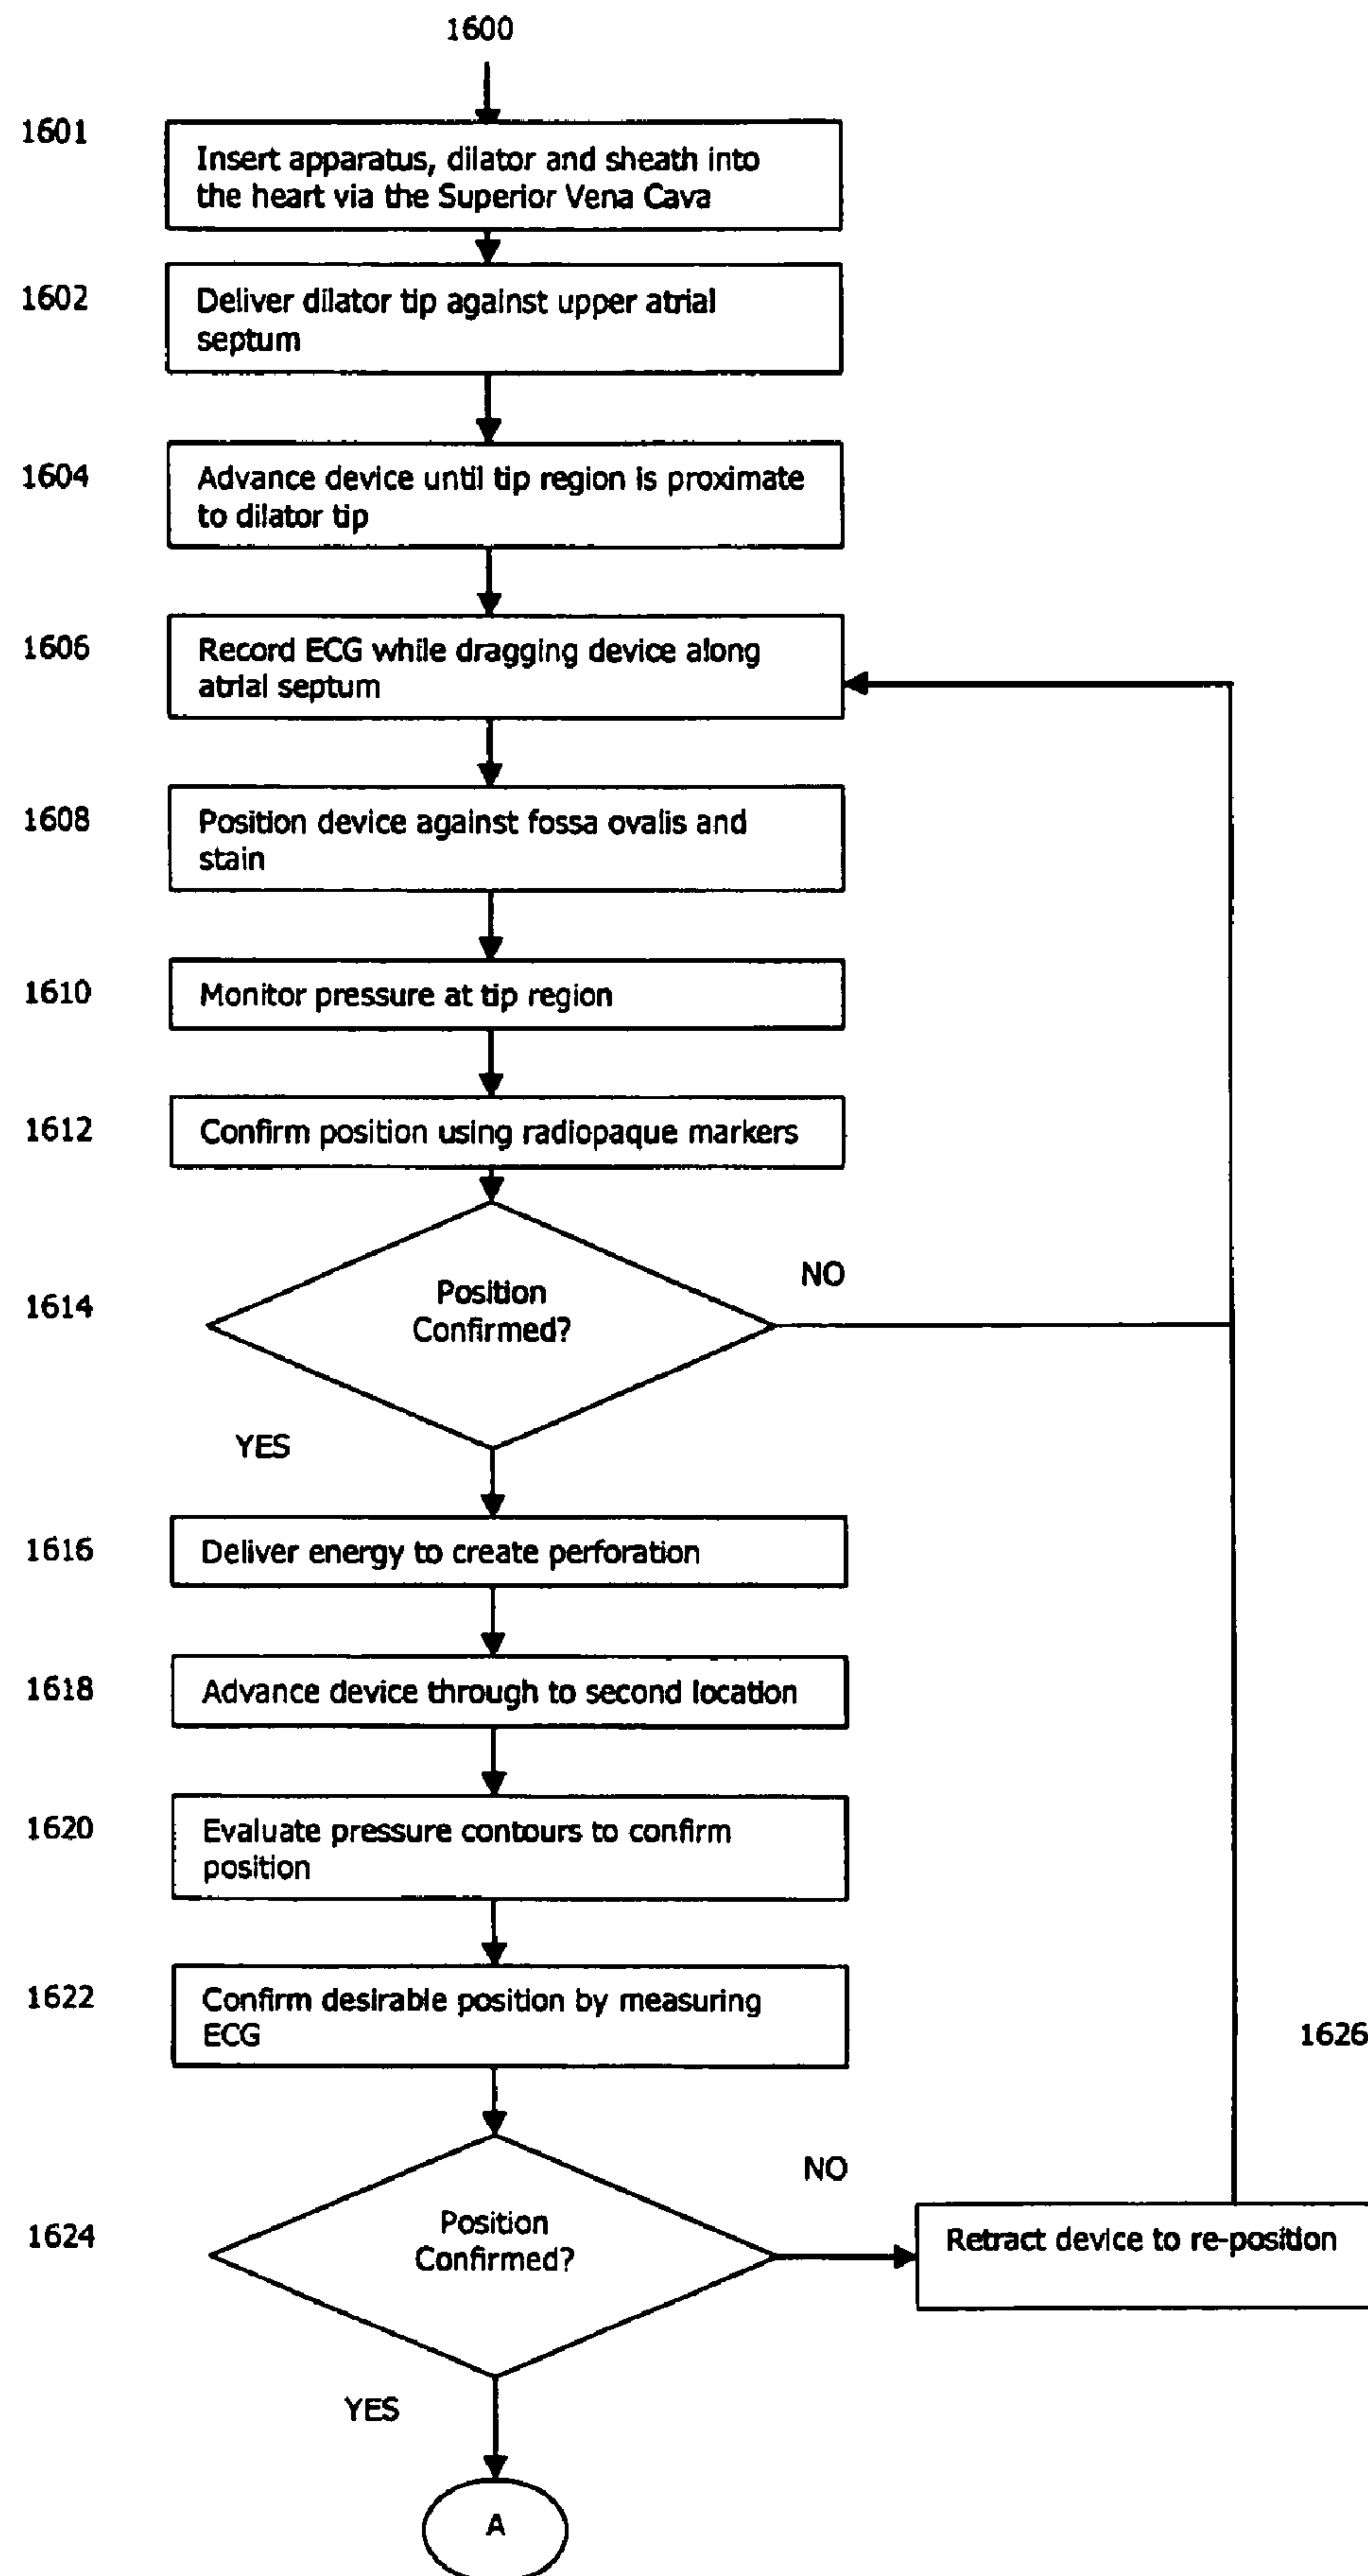 1600
1601
Insert apparatus, dilator and sheath into
the heart via the Superior Vena Cava
1602
Deliver dilator tip against upper atrial
septum
1604
Advance device until tip region is proximate
to dilator tip
1606
Record ECG while dragging device along
atrial septum
1608
Position device against fossa ovalis and
stain
1610
Monitor pressure at tip region
1612
Confirm position using radiopaque markers
1614
Position
Confirmed?
NO
YES
1616
Deliver energy to create perforation
1618
Advance device through to second location
1620
Evaluate pressure contours to confirm
position
1622
Confirm desirable position by measuring
ECG
1626
1624
Position
Confirmed?
NO
Retract device to re-position
YES
A